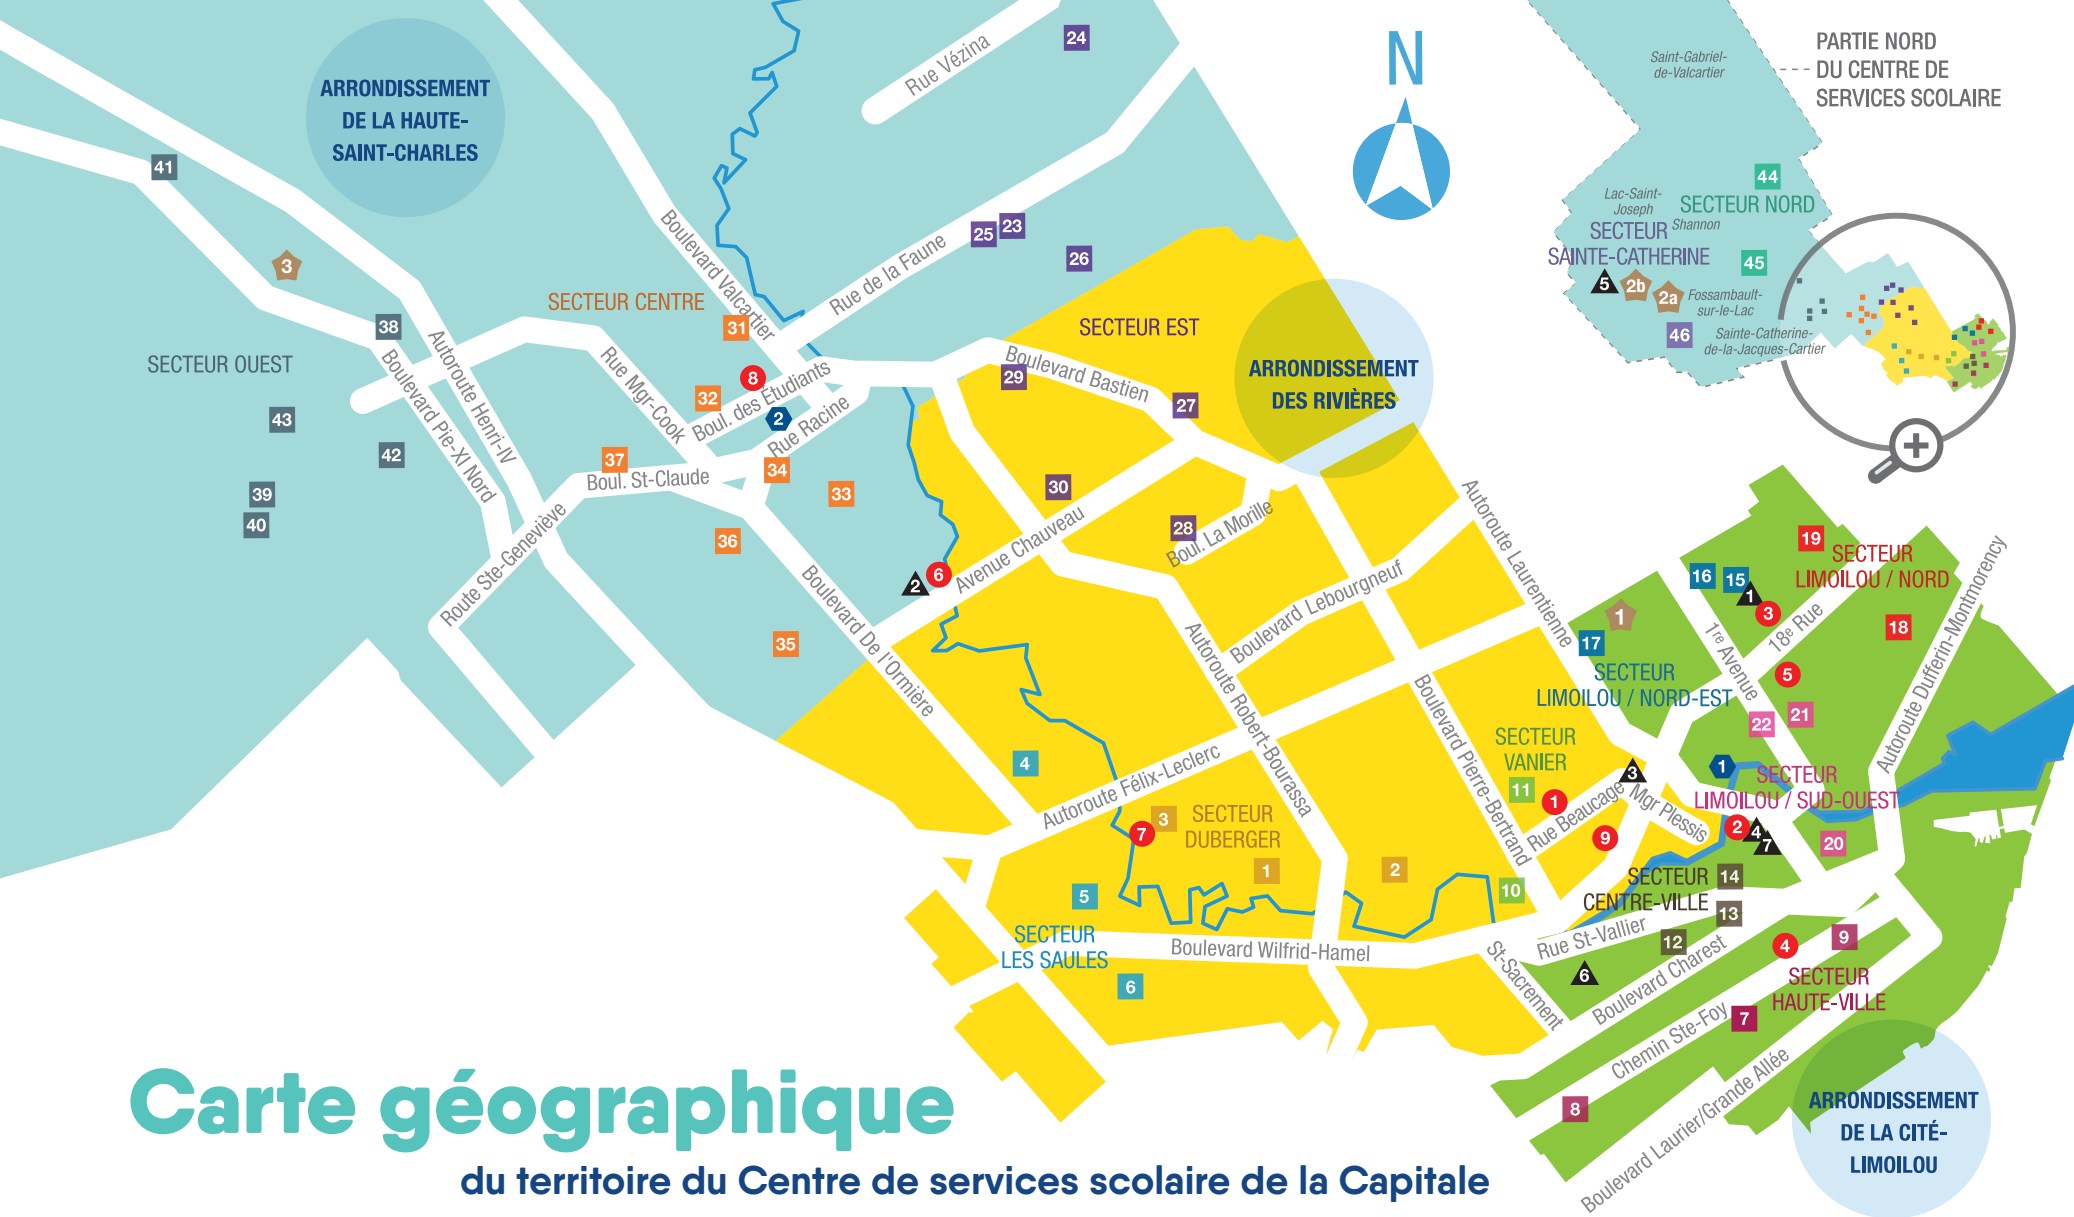 ARRONDISSEMENT
DE LA HAUTE-
SAINT-CHARLES
Rue Vézina
24
N
Saint-Gabriel-
de-Valcartier
PARTIE NORD
DU CENTRE DE
SERVICES SCOLAIRE
41
3
44
Lac-Saint-
Joseph
SECTEUR NORD
Shannon
SECTEUR
SAINTE-CATHERINE
45
5
2b
2a
Fossambault-
sur-le-Lac
46
Sainte-Catherine-
de-la-Jacques-Cartier
Boulevard Valcartier
Rue de la Faune
25
23
26
SECTEUR CENTRE
31
38
SECTEUR OUEST
Autoroute Henri-IV
Boulevard Pie-XI Nord
Rue Mgr-Cook
8
32
Boul. des Étudiants
2
Rue Racine
SECTEUR EST
Boulevard Bastien
29
27
ARRONDISSEMENT
DES RIVIÈRES
43
42
39
40
37
Boul. St-Claude
34
33
36
Route Ste-Geneviève
30
28
Boul. La Morille
Avenue Chauveau
2
6
35
Boulevard De l'Ormière
Boulevard Lebourgneuf
Autoroute Laurentienne
Autoroute Robert-Bourassa
Boulevard Pierre-Bertrand
Autoroute Félix-Leclerc
19
SECTEUR
LIMOILOU / NORD
16
15
1
3
18e Rue
18
Autoroute Dufferin-Montmorency
1
17
SECTEUR
LIMOILOU / NORD-EST
1re Avenue
5
22
21
SECTEUR
VANIER
11
1
3
Rue Beaucage
Mgr Plessis
9
10
1
SECTEUR
LIMOILOU / SUD-OUEST
2
4
7
20
4
3
7
SECTEUR
DUBERGER
1
2
5
SECTEUR
LES SAULES
6
Boulevard Wilfrid-Hamel
SECTEUR
CENTRE-VILLE
14
13
12
Rue St-Vallier
6
St-Sacrement
Boulevard Charest
4
9
SECTEUR
HAUTE-VILLE
7
Chemin Ste-Foy
8
Boulevard Laurier/Grande Allée
ARRONDISSEMENT
DE LA CITÉ-
LIMOILOU
Carte géographique
du territoire du Centre de services scolaire de la Capitale